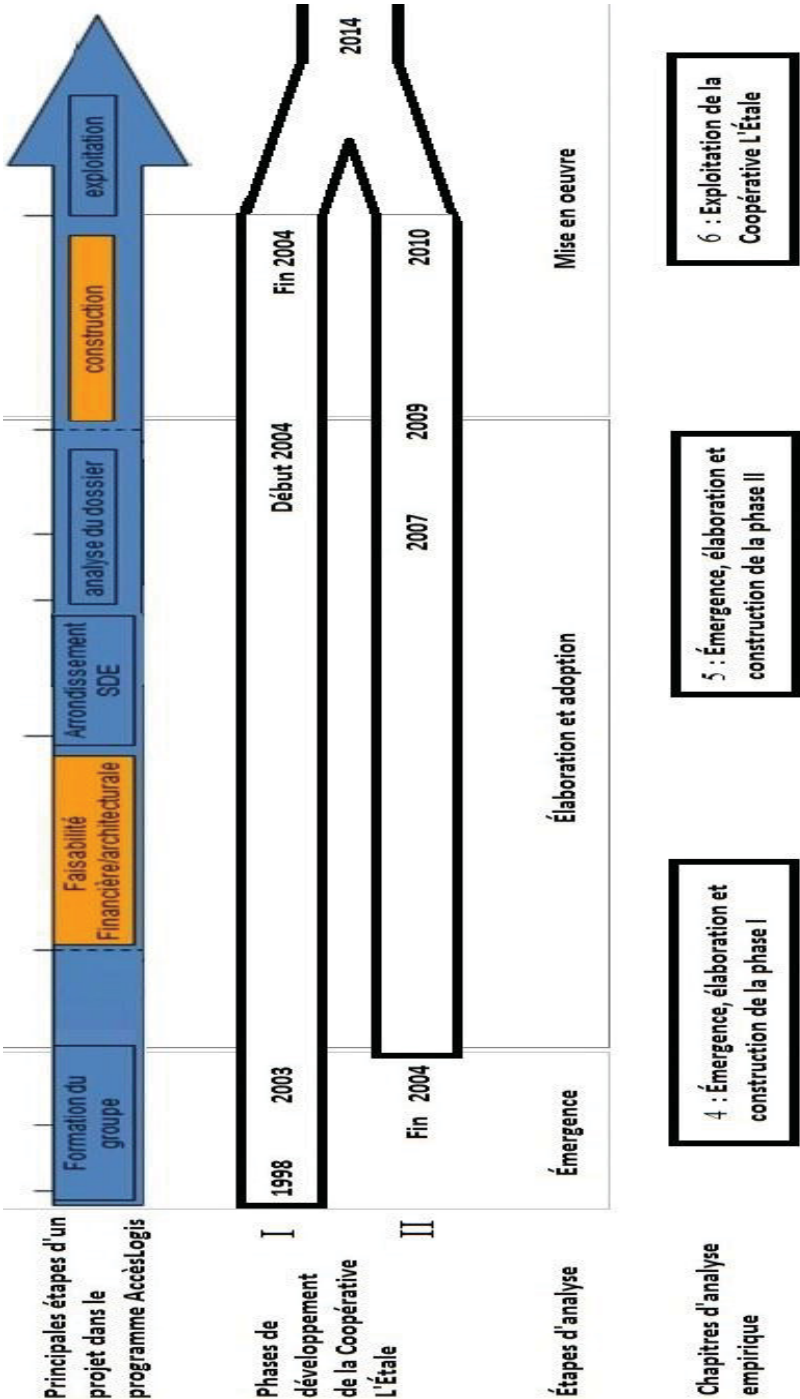 Principales étapes d'un
projet dans le
programme AccèsLogis
Formation du
groupe
Faisabilité
Financière/architecturale
Arrondissement
SDE
analyse du dossier
construction
exploitation
Phases de
développement
de la Coopérative
L'Étale
I
1998
2003
Début 2004
Fin 2004
2014
II
Fin 2004
2007
2009
2010
Étapes d'analyse
Émergence
Élaboration et adoption
Mise en oeuvre
Chapitres d'analyse
empirique
4 : Émergence, élaboration et
construction de la phase I
5 : Émergence, élaboration et
construction de la phase II
6 : Exploitation de la
Coopérative L'Étale